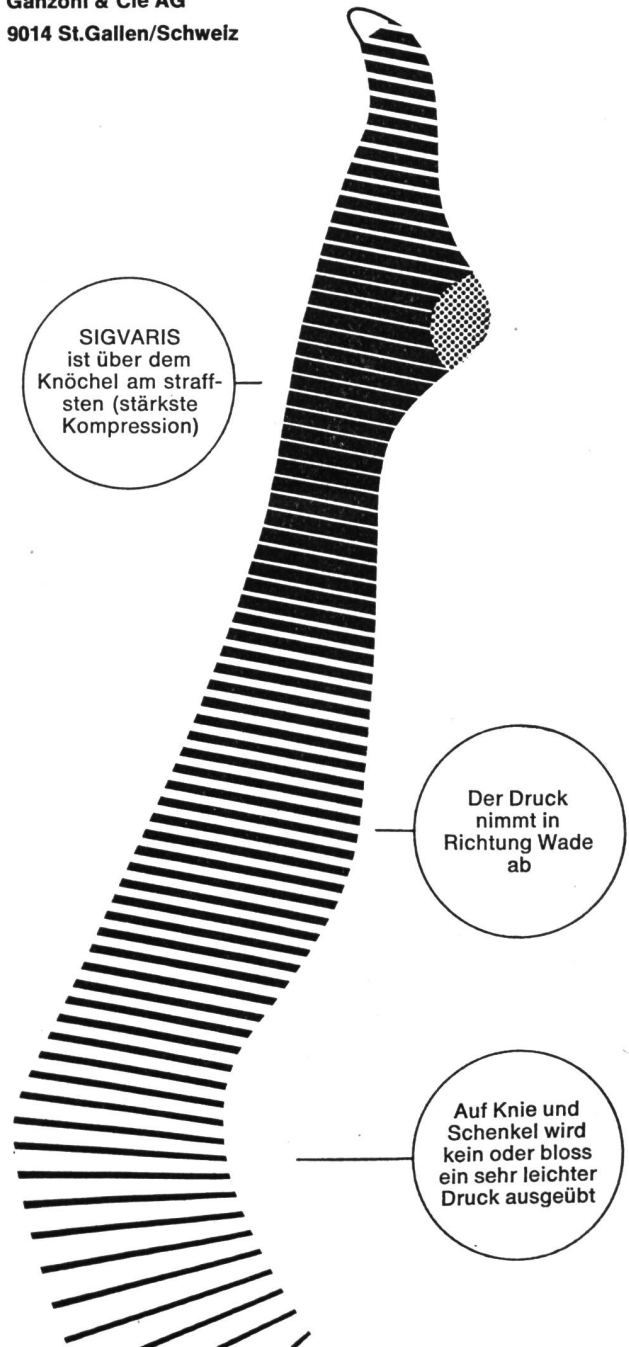 Ganzoni & Cie AG
9014 St.Gallen/Schweiz
SIGVARIS
ist über dem
Knöchel am straff-
sten (stärkste
Kompression)
Der Druck
nimmt in
Richtung Wade
ab
Auf Knie und
Schenkel wird
kein oder bloss
ein sehr leichter
Druck ausgeübt